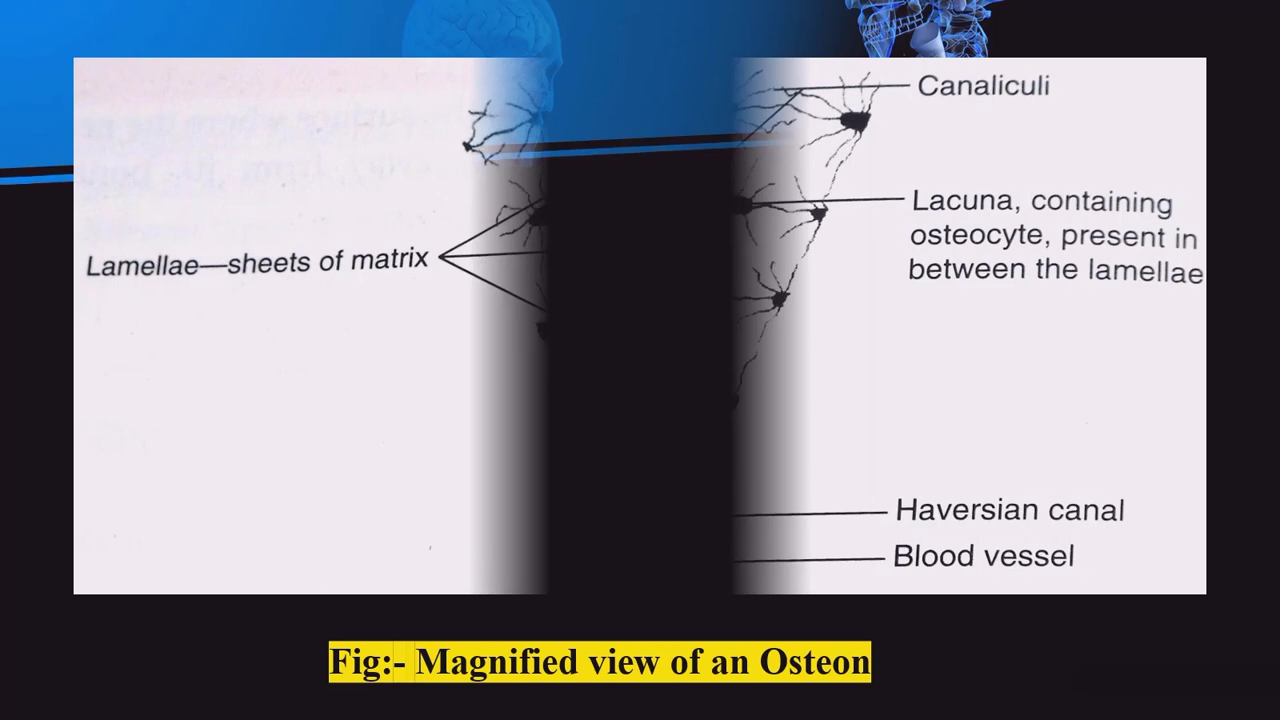 Canaliculi
Lacuna, containing
osteocyte, present in
between the lamellae
Lamellae—sheets of matrix
Haversian canal
Blood vessel
Fig:- Magnified view of an Osteon